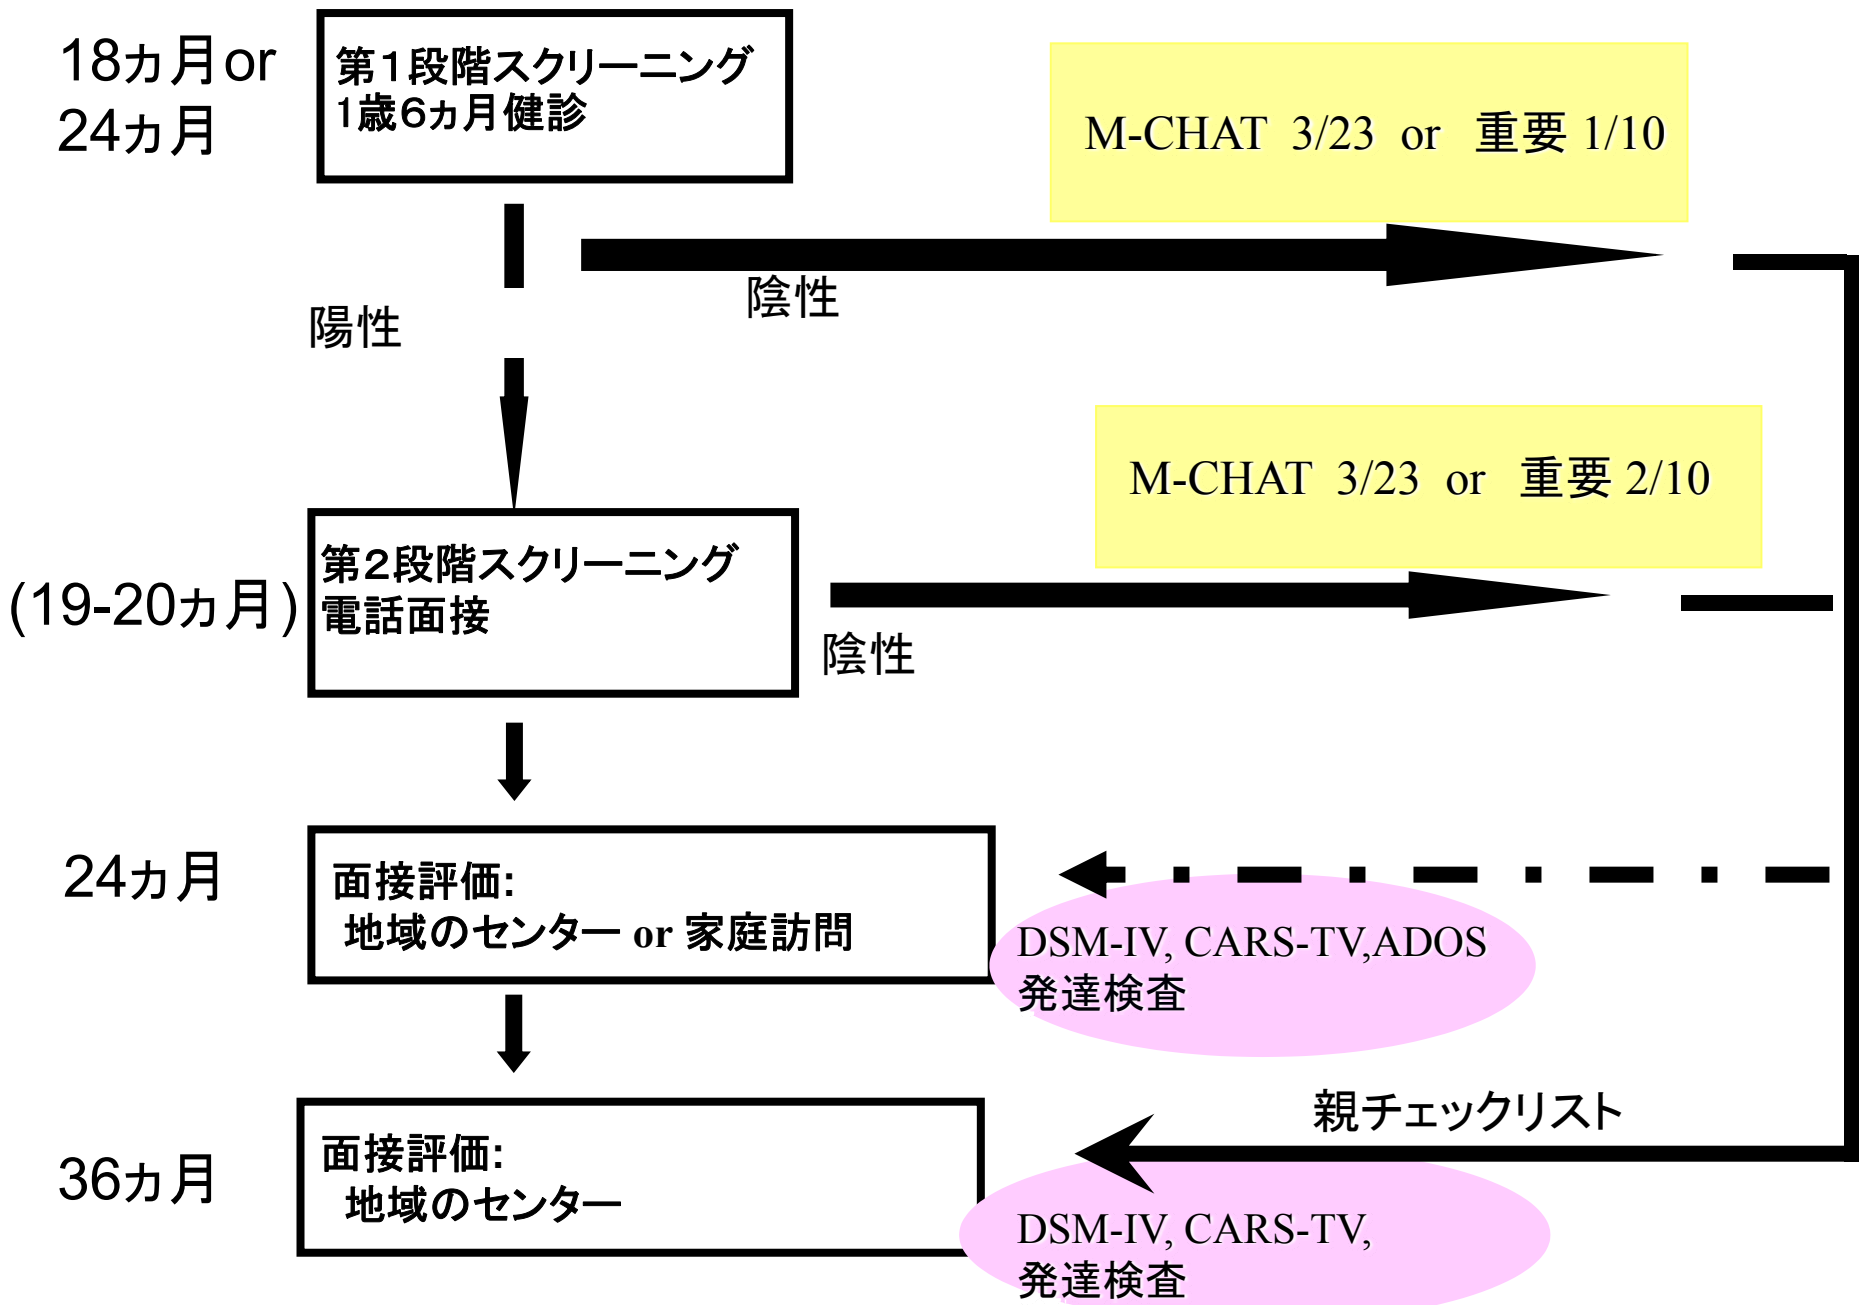 18ヵ月or
24ヵ月
第1段階スクリーニング
1歳6ヵ月健診
M-CHAT 3/23 or 重要 1/10
陰性
陽性
M-CHAT 3/23 or 重要 2/10
(19-20ヵ月)
第2段階スクリーニング
電話面接
陰性
24ヵ月
面接評価:
地域のセンター or 家庭訪問
DSM-IV, CARS-TV,ADOS
発達検査
親チェックリスト
36ヵ月
面接評価:
地域のセンター
DSM-IV, CARS-TV,
発達検査